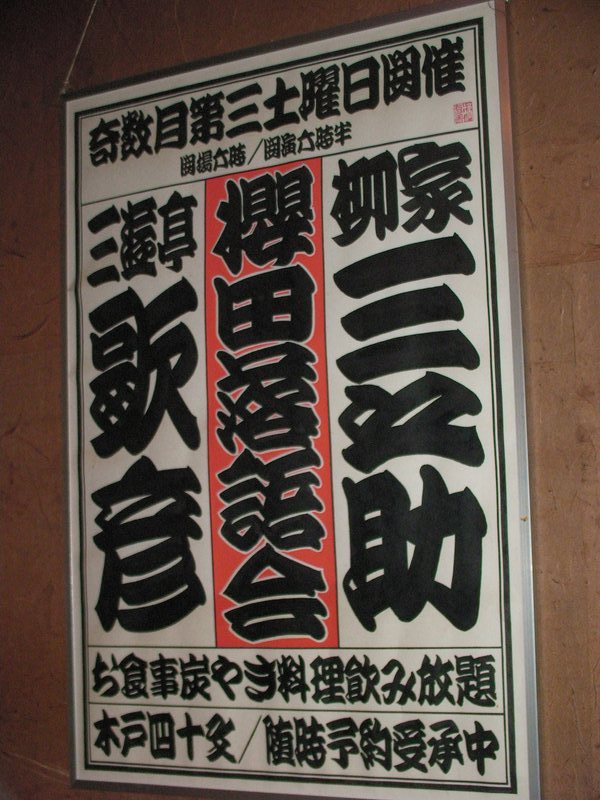 奇数月第三土曜日開催
開場六時/開演六時半
柳家
三之助
櫻田落語会
三遊亭
歌彦
お食事炭やき料理飲み放題
木戸四十/随時予約受承中